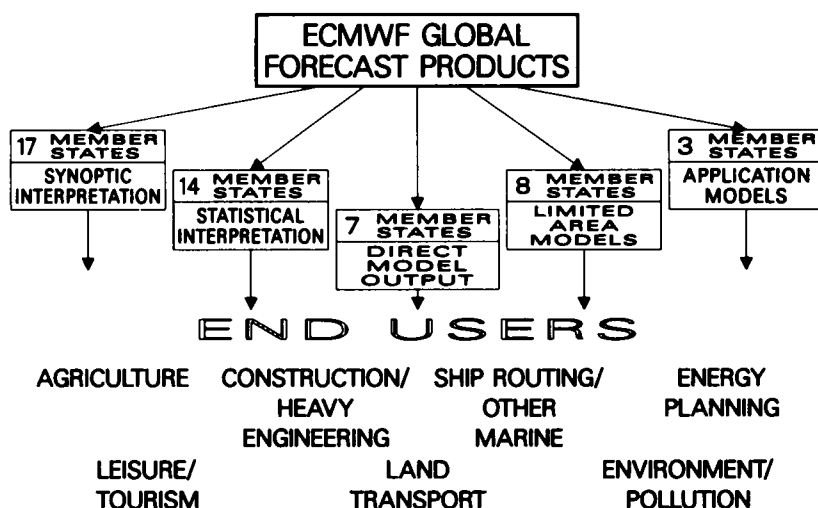 ECMWF GLOBAL
FORECAST PRODUCTS
17 MEMBER
STATES
SYNOPTIC
INTERPRETATION
14 MEMBER
STATES
STATISTICAL
INTERPRETATION
7 MEMBER
STATES
DIRECT
MODEL
OUTPUT
8 MEMBER
STATES
LIMITED
AREA
MODELS
3 MEMBER
STATES
APPLICATION
MODELS
END USERS
AGRICULTURE
CONSTRUCTION/
HEAVY
ENGINEERING
SHIP ROUTING/
OTHER
MARINE
ENERGY
PLANNING
LEISURE/
TOURISM
LAND
TRANSPORT
ENVIRONMENT/
POLLUTION